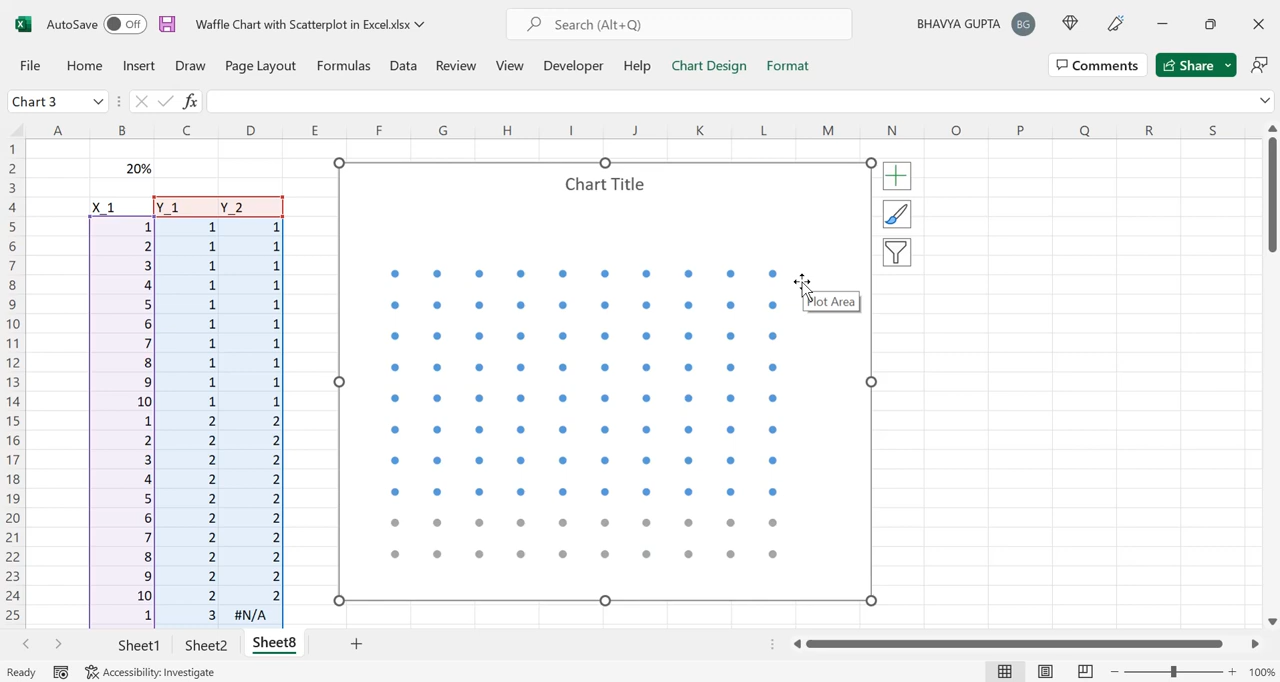 AutoSave Off Waffle Chart with Scatterplot in Excel.xlsx Search (Alt+Q) BHAVYA GUPTA BG
File Home Insert Draw Page Layout Formulas Data Review View Developer Help Chart Design Format Comments Share
Chart 3 fx
A B C D E F G H I J K L M N O P Q R S
1
2 20%
3
4 X_1 Y_1 Y_2
5 1 1 1
6 2 1 1
7 3 1 1
8 4 1 1
9 5 1 1
10 6 1 1
11 7 1 1
12 8 1 1
13 9 1 1
14 10 1 1
15 1 2 2
16 2 2 2
17 3 2 2
18 4 2 2
19 5 2 2
20 6 2 2
21 7 2 2
22 8 2 2
23 9 2 2
24 10 2 2
25 1 3 #N/A
Chart Title
Plot Area
Sheet1 Sheet2 Sheet8
Ready Accessibility: Investigate 100%